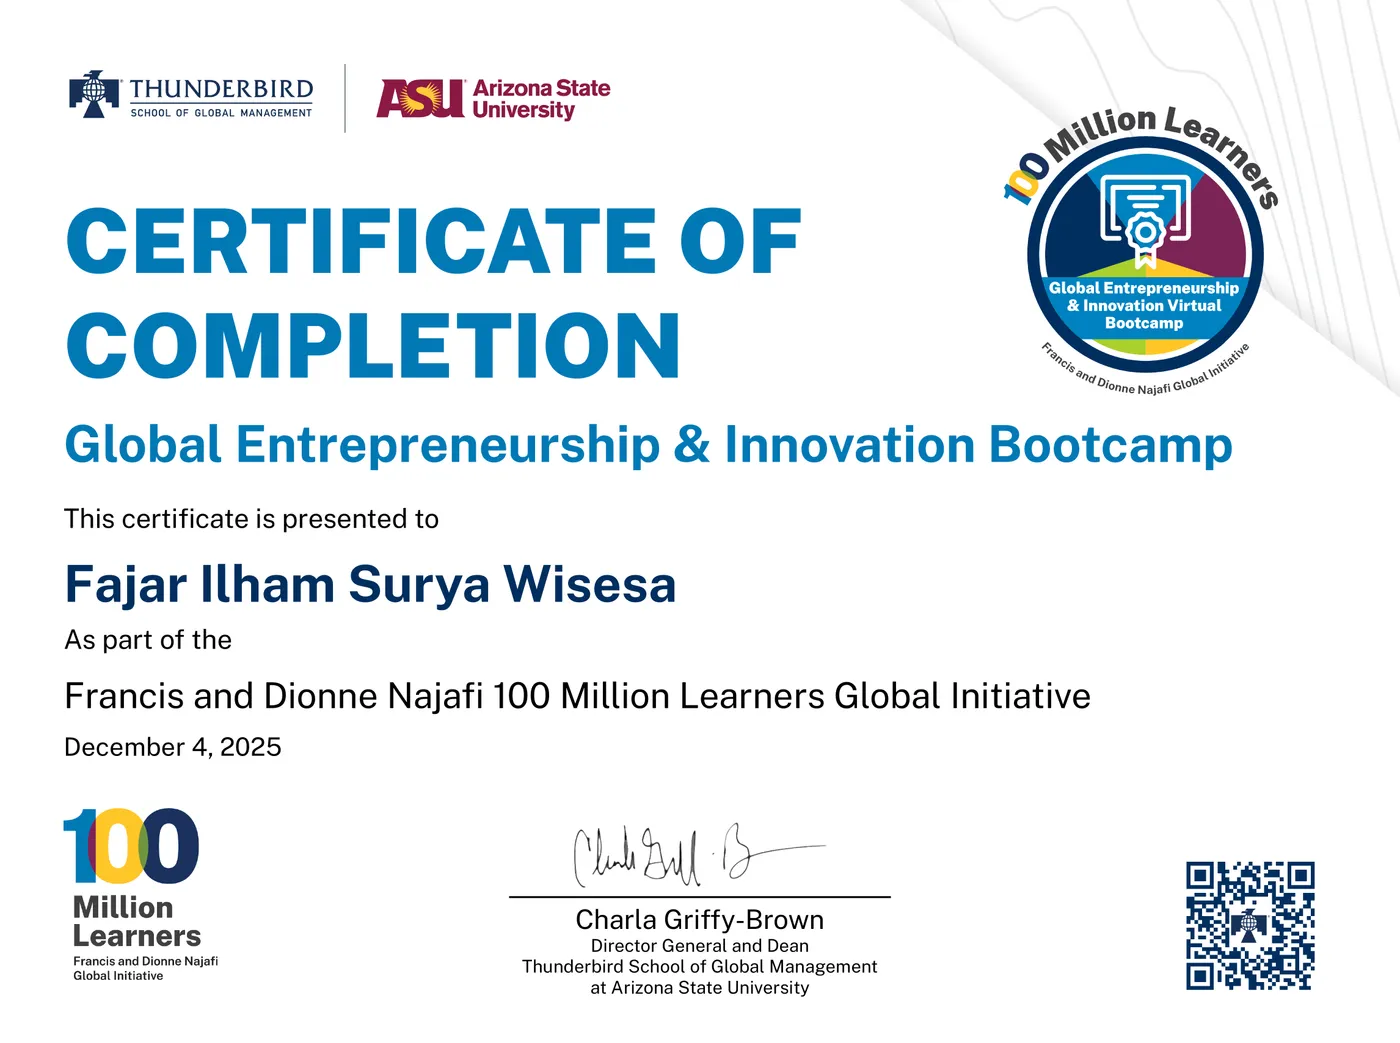 THUNDERBIRD
SCHOOL OF GLOBAL MANAGEMENT
ASU Arizona State
University
100 Million Learners
Global Entrepreneurship
& Innovation Virtual
Bootcamp
Francis and Dionne Najafi Global Initiative
CERTIFICATE OF
COMPLETION
Global Entrepreneurship & Innovation Bootcamp
This certificate is presented to
Fajar Ilham Surya Wisesa
As part of the
Francis and Dionne Najafi 100 Million Learners Global Initiative
December 4, 2025
100
Million
Learners
Francis and Dionne Najafi
Global Initiative
Charla Griffy-Brown
Director General and Dean
Thunderbird School of Global Management
at Arizona State University